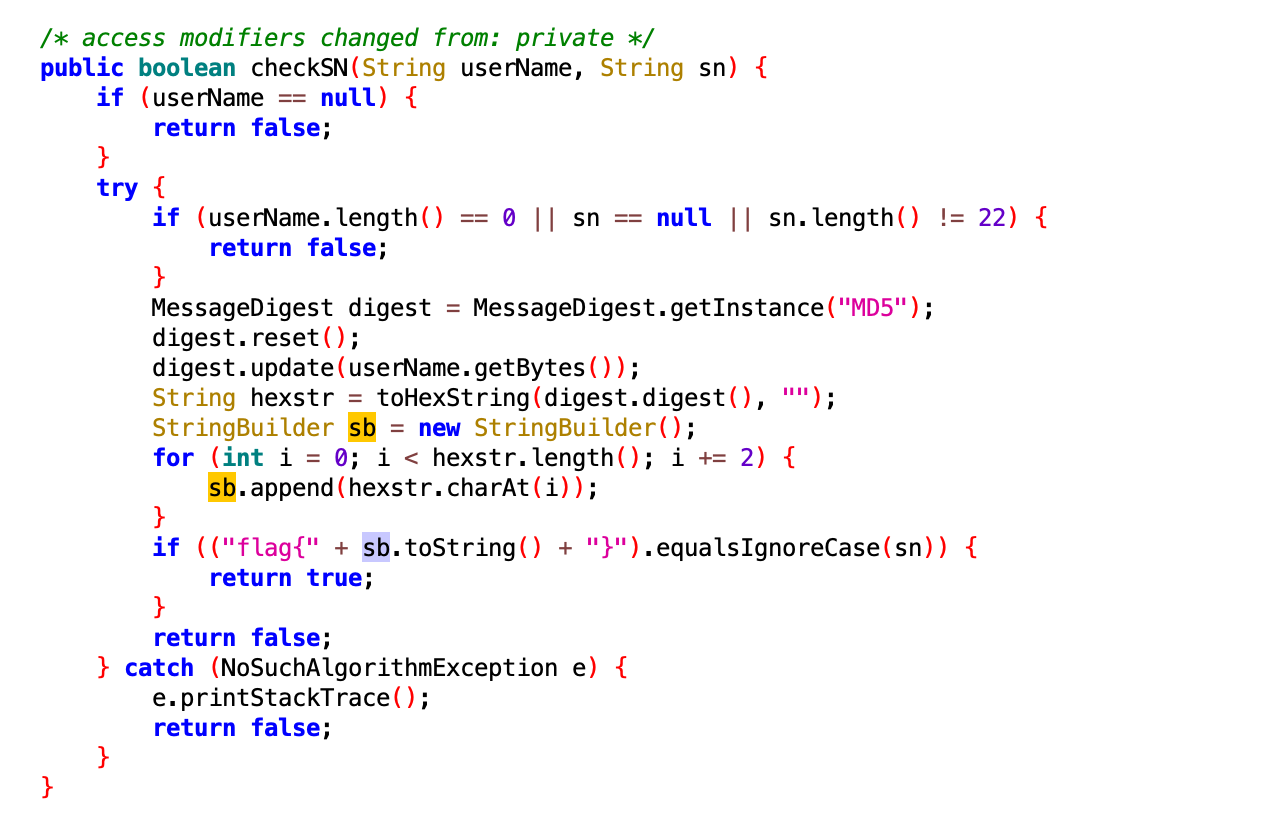 /* access modifiers changed from: private */
public boolean checkSN(String userName, String sn) {
    if (userName == null) {
        return false;
    }
    try {
        if (userName.length() == 0 || sn == null || sn.length() != 22) {
            return false;
        }
        MessageDigest digest = MessageDigest.getInstance("MD5");
        digest.reset();
        digest.update(userName.getBytes());
        String hexstr = toHexString(digest.digest(), "");
        StringBuilder sb = new StringBuilder();
        for (int i = 0; i < hexstr.length(); i += 2) {
            sb.append(hexstr.charAt(i));
        }
        if (("flag{" + sb.toString() + "}").equalsIgnoreCase(sn)) {
            return true;
        }
        return false;
    } catch (NoSuchAlgorithmException e) {
        e.printStackTrace();
        return false;
    }
}